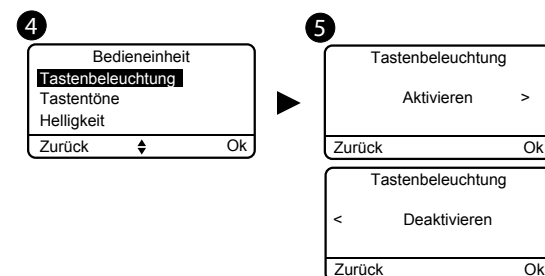 4
Bedieneinheit
Tastenbeleuchtung
Tastentöne
Helligkeit
Zurück Ok
5
Tastenbeleuchtung
Aktivieren >
Zurück Ok
Tastenbeleuchtung
< Deaktivieren
Zurück Ok